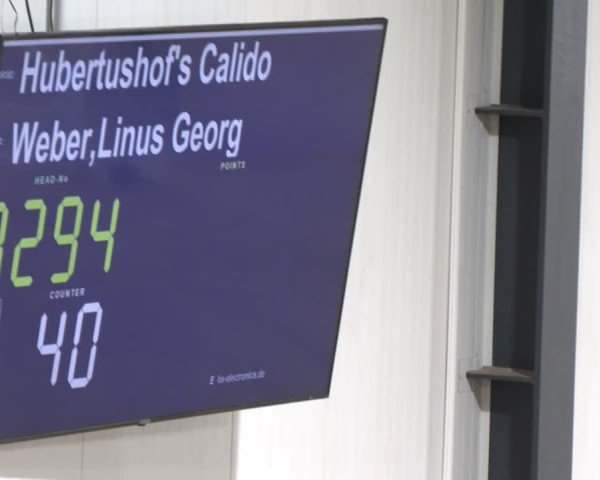 Hubertushof's Calido
Weber,Linus Georg
POINTS
HEAD-No
294
COUNTER
40
hs-electronics.de